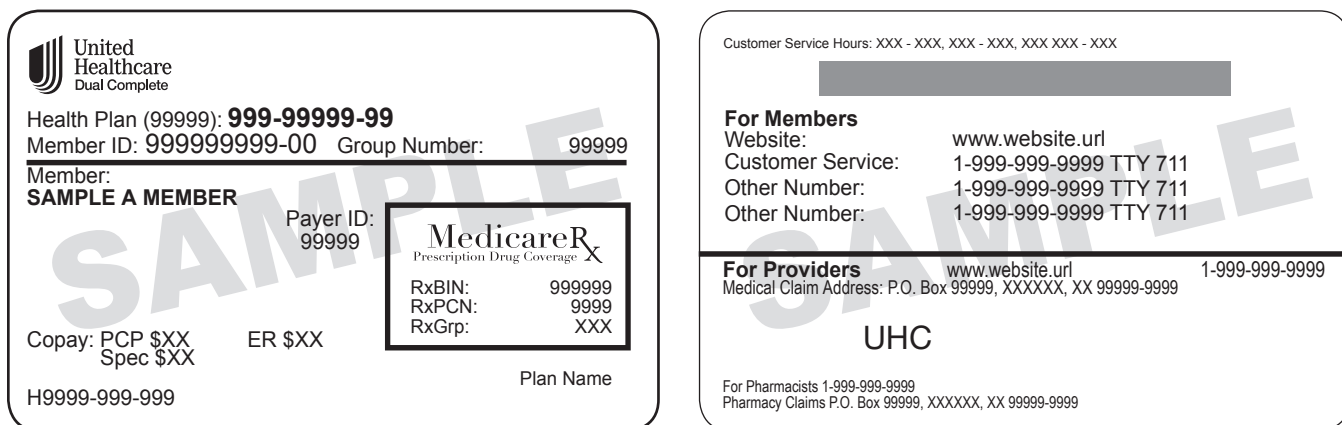 United
Healthcare
Dual Complete
Health Plan (99999): 999-99999-99
Member ID: 999999999-00 Group Number: 99999
Member:
SAMPLE A MEMBER
Payer ID:
99999
MedicareRx
Prescription Drug Coverage
RxBIN: 999999
RxPCN: 9999
RxGrp: XXX
Copay: PCP $XX ER $XX
Spec $XX
Plan Name
H9999-999-999
SAMPLE
Customer Service Hours: XXX - XXX, XXX - XXX, XXX XXX - XXX
For Members
Website: www.website.url
Customer Service: 1-999-999-9999 TTY 711
Other Number: 1-999-999-9999 TTY 711
Other Number: 1-999-999-9999 TTY 711
For Providers www.website.url 1-999-999-9999
Medical Claim Address: P.O. Box 99999, XXXXXX, XX 99999-9999
UHC
For Pharmacists 1-999-999-9999
Pharmacy Claims P.O. Box 99999, XXXXXX, XX 99999-9999
SAMPLE